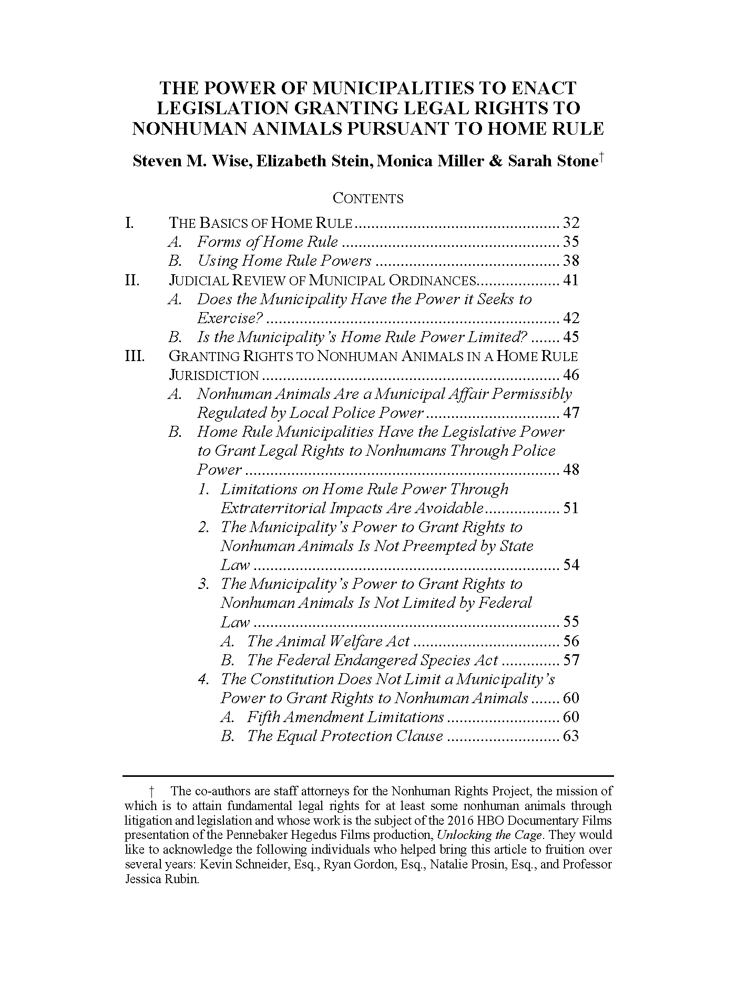 THE POWER OF MUNICIPALITIES TO ENACT
LEGISLATION GRANTING LEGAL RIGHTS TO
NONHUMAN ANIMALS PURSUANT TO HOME RULE
Steven M. Wise, Elizabeth Stein, Monica Miller & Sarah Stone†
CONTENTS
I. THE BASICS OF HOME RULE ................................................. 32
A. Forms of Home Rule .................................................... 35
B. Using Home Rule Powers ............................................ 38
II. JUDICIAL REVIEW OF MUNICIPAL ORDINANCES.................... 41
A. Does the Municipality Have the Power it Seeks to
Exercise? ...................................................................... 42
B. Is the Municipality's Home Rule Power Limited? ....... 45
III. GRANTING RIGHTS TO NONHUMAN ANIMALS IN A HOME RULE
JURISDICTION ....................................................................... 46
A. Nonhuman Animals Are a Municipal Affair Permissibly
Regulated by Local Police Power................................ 47
B. Home Rule Municipalities Have the Legislative Power
to Grant Legal Rights to Nonhumans Through Police
Power ........................................................................... 48
1. Limitations on Home Rule Power Through
Extraterritorial Impacts Are Avoidable.................. 51
2. The Municipality's Power to Grant Rights to
Nonhuman Animals Is Not Preempted by State
Law ......................................................................... 54
3. The Municipality's Power to Grant Rights to
Nonhuman Animals Is Not Limited by Federal
Law ......................................................................... 55
A. The Animal Welfare Act ................................... 56
B. The Federal Endangered Species Act .............. 57
4. The Constitution Does Not Limit a Municipality's
Power to Grant Rights to Nonhuman Animals ....... 60
A. Fifth Amendment Limitations ........................... 60
B. The Equal Protection Clause ........................... 63
† The co-authors are staff attorneys for the Nonhuman Rights Project, the mission of
which is to attain fundamental legal rights for at least some nonhuman animals through
litigation and legislation and whose work is the subject of the 2016 HBO Documentary Films
presentation of the Pennebaker Hegedus Films production, Unlocking the Cage. They would
like to acknowledge the following individuals who helped bring this article to fruition over
several years: Kevin Schneider, Esq., Ryan Gordon, Esq., Natalie Prosin, Esq., and Professor
Jessica Rubin.